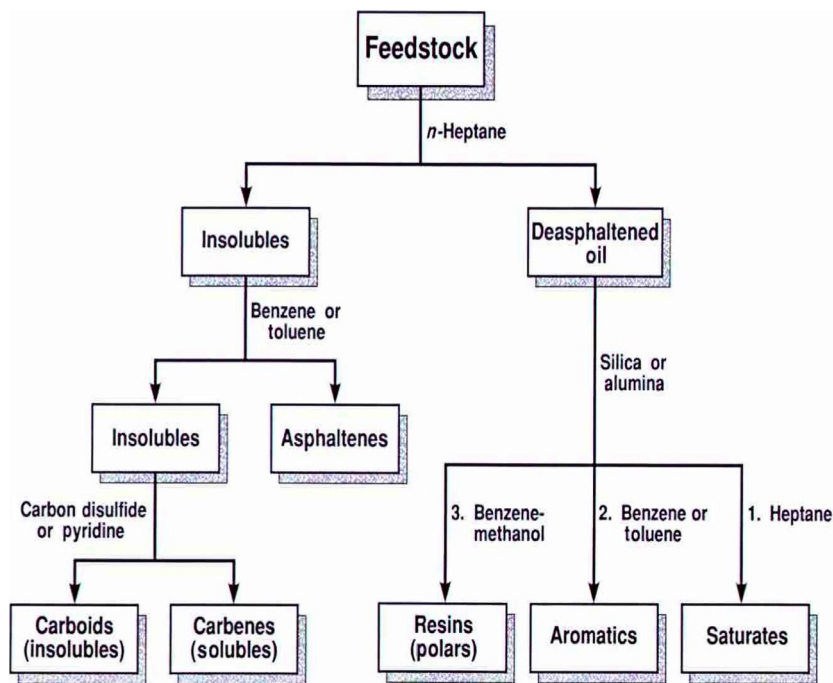 Feedstock
n-Heptane
Insolubles
Deasphaltened
oil
Benzene or
toluene
Silica or
alumina
Insolubles
Asphaltenes
Carbon disulfide
or pyridine
3. Benzene-
methanol
2. Benzene or
toluene
1. Heptane
Carboids
(insolubles)
Carbenes
(solubles)
Resins
(polars)
Aromatics
Saturates